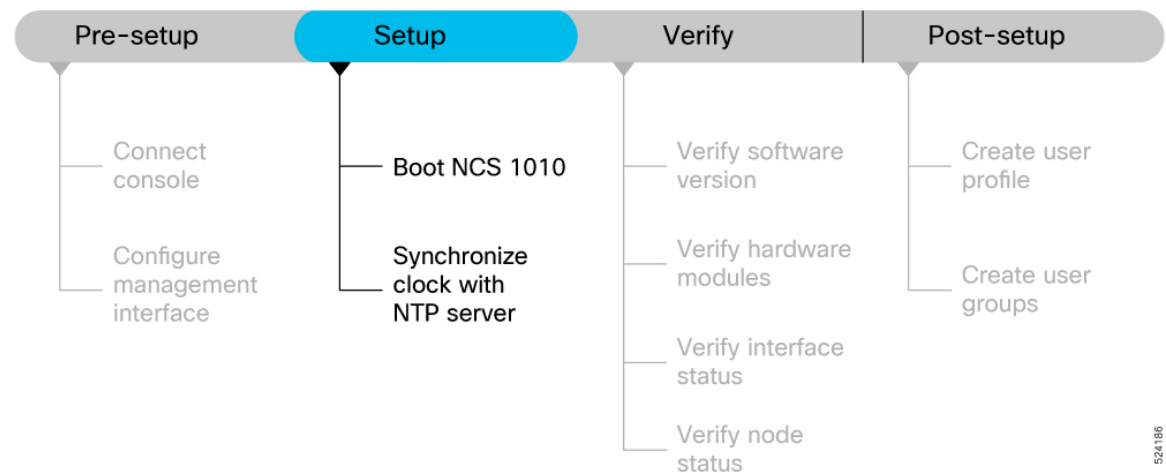 Pre-setup
Setup
Verify
Post-setup
Connect
console
Configure
management
interface
Boot NCS 1010
Synchronize
clock with
NTP server
Verify software
version
Verify hardware
modules
Verify interface
status
Verify node
status
Create user
profile
Create user
groups
524186